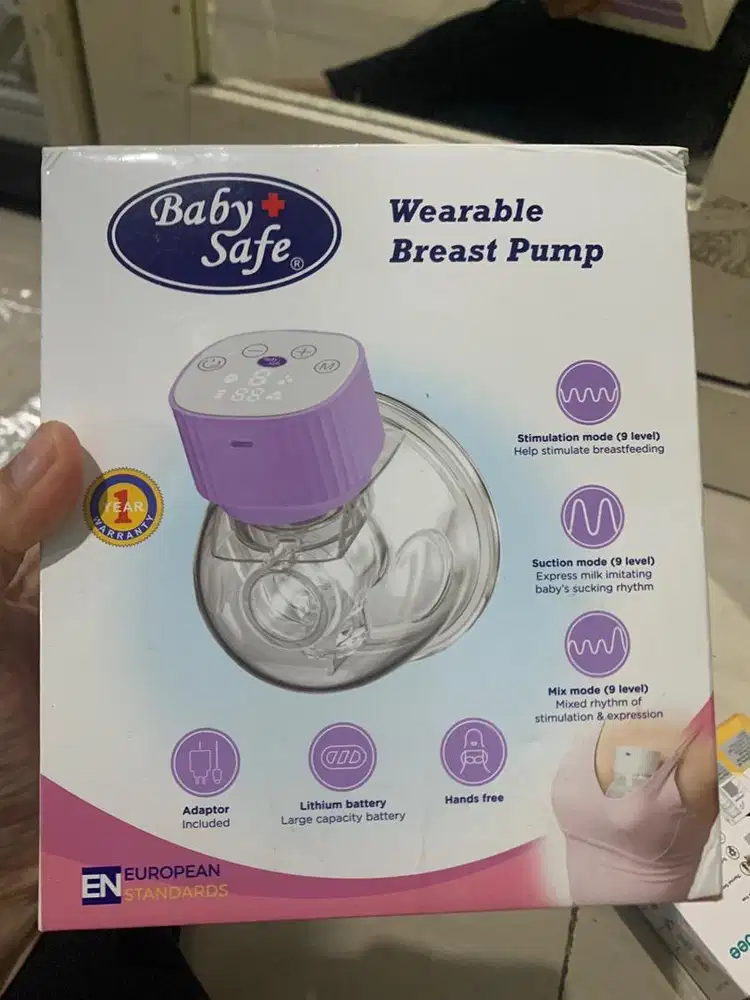 Baby
Safe®
Wearable
Breast Pump
M
Stimulation mode (9 level)
Help stimulate breastfeeding
1
YEAR
WARRANTY
Suction mode (9 level)
Express milk imitating
baby's sucking rhythm
Mix mode (9 level)
Mixed rhythm of
stimulation & expression
Adaptor
Included
Lithium battery
Large capacity battery
Hands free
EN EUROPEAN
STANDARDS